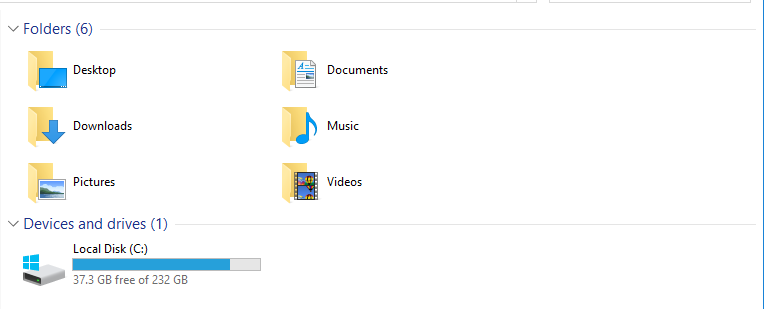 Folders (6)
Desktop
Documents
Downloads
Music
Pictures
Videos
Devices and drives (1)
Local Disk (C:)
37.3 GB free of 232 GB